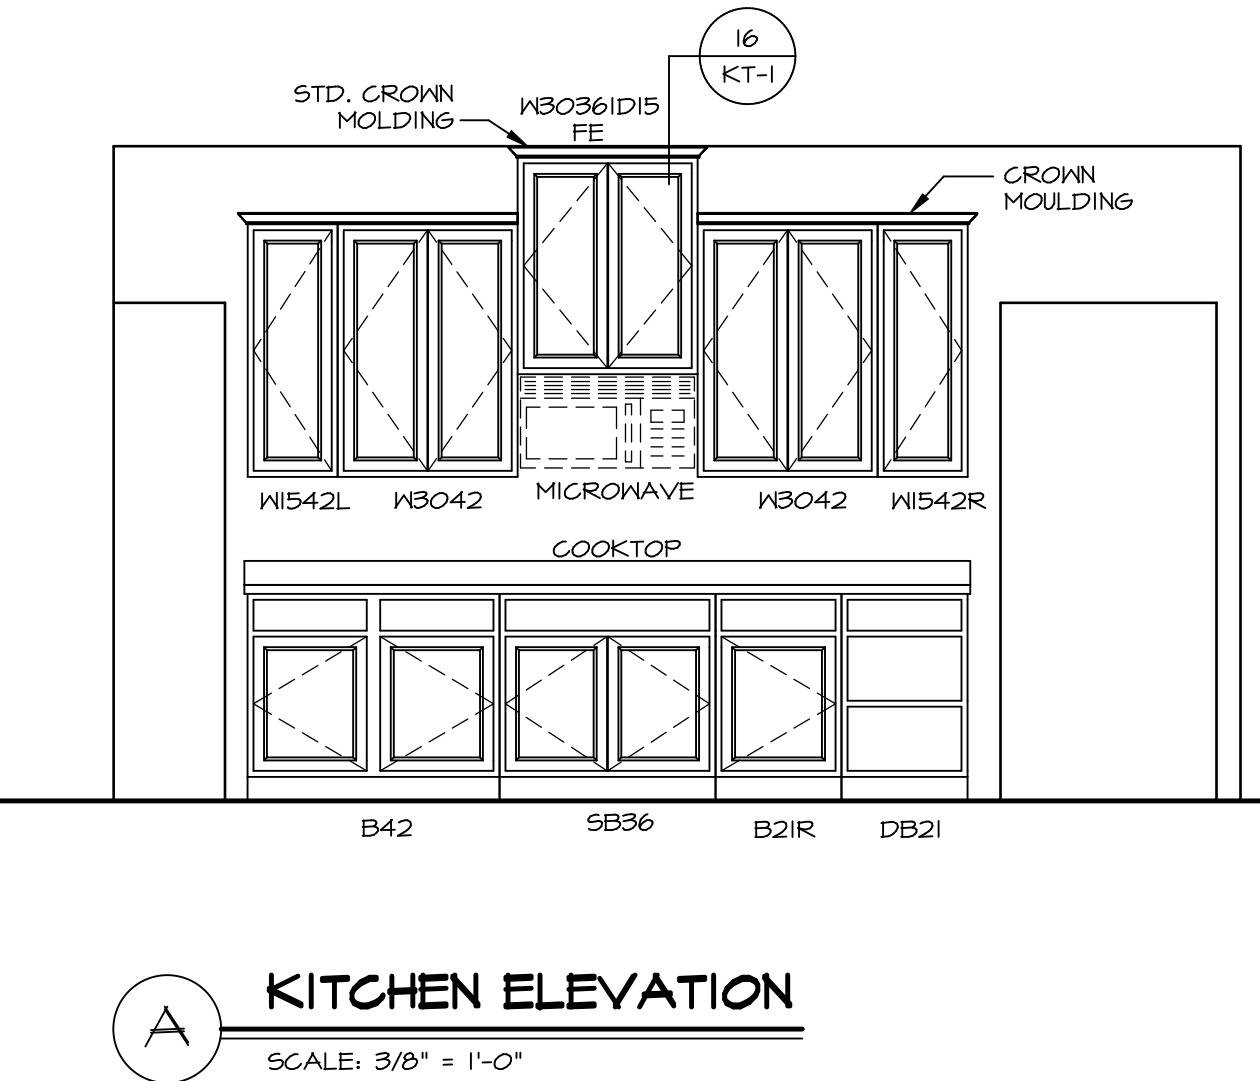 16
KT-1
STD. CROWN
MOLDING
W30361D15
FE
CROWN
MOULDING
W1542L
W3042
MICROWAVE
W3042
W1542R
COOKTOP
B42
SB36
B21R
DB21
A
KITCHEN ELEVATION
SCALE: 3/8" = 1'-0"